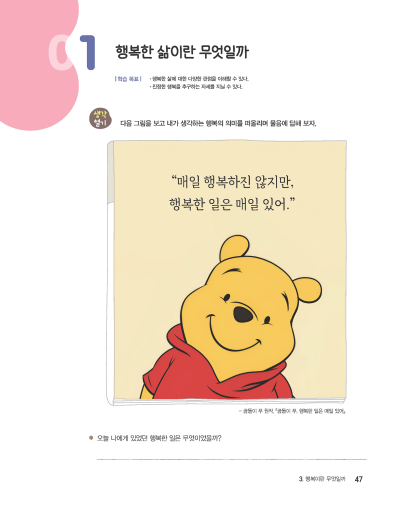 01
행복한 삶이란 무엇일까
| 학습 목표 | · 행복한 삶에 대한 다양한 관점을 이해할 수 있다.
· 진정한 행복을 추구하는 자세를 지닐 수 있다.
생각
열기
다음 그림을 보고 내가 생각하는 행복의 의미를 떠올리며 물음에 답해 보자.
“매일 행복하진 않지만,
행복한 일은 매일 있어.”
- 곰돌이 푸 원작, 『곰돌이 푸, 행복한 일은 매일 있어』
● 오늘 나에게 있었던 행복한 일은 무엇이었을까?
3. 행복이란 무엇일까 47